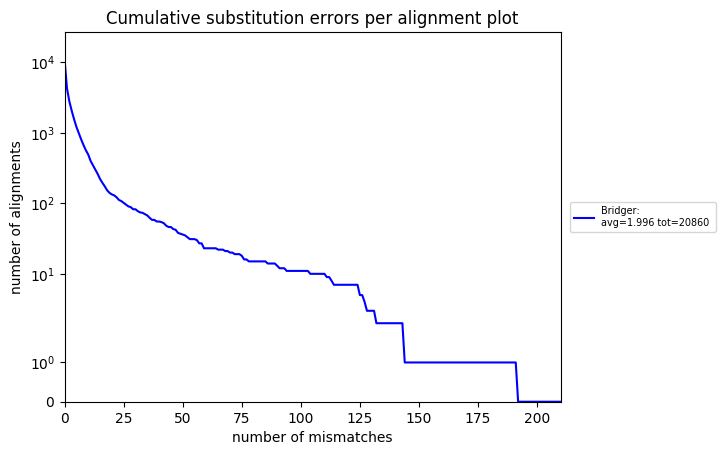 Cumulative substitution errors per alignment plot
number of alignments
10^4
10^3
10^2
10^1
10^0
0
0 25 50 75 100 125 150 175 200
number of mismatches
Bridger:
avg=1.996 tot=20860